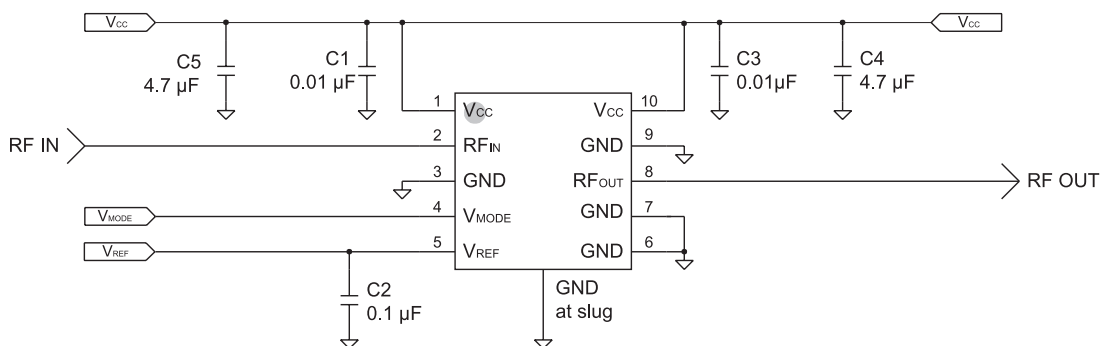 VCC
VCC
C5
4.7 µF
C1
0.01 µF
C3
0.01µF
C4
4.7 µF
1
VCC
VCC
10
RF IN
2
RFIN
GND
9
3
GND
RFOUT
8
RF OUT
VMODE
4
VMODE
GND
7
VREF
5
VREF
GND
6
C2
0.1 µF
GND
at slug